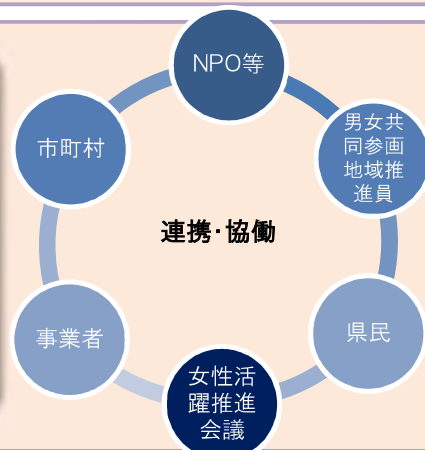 NPO等
男女共
同参画
地域推
進員
市町村
連携･協働
県民
事業者
女性活
躍推進
会議